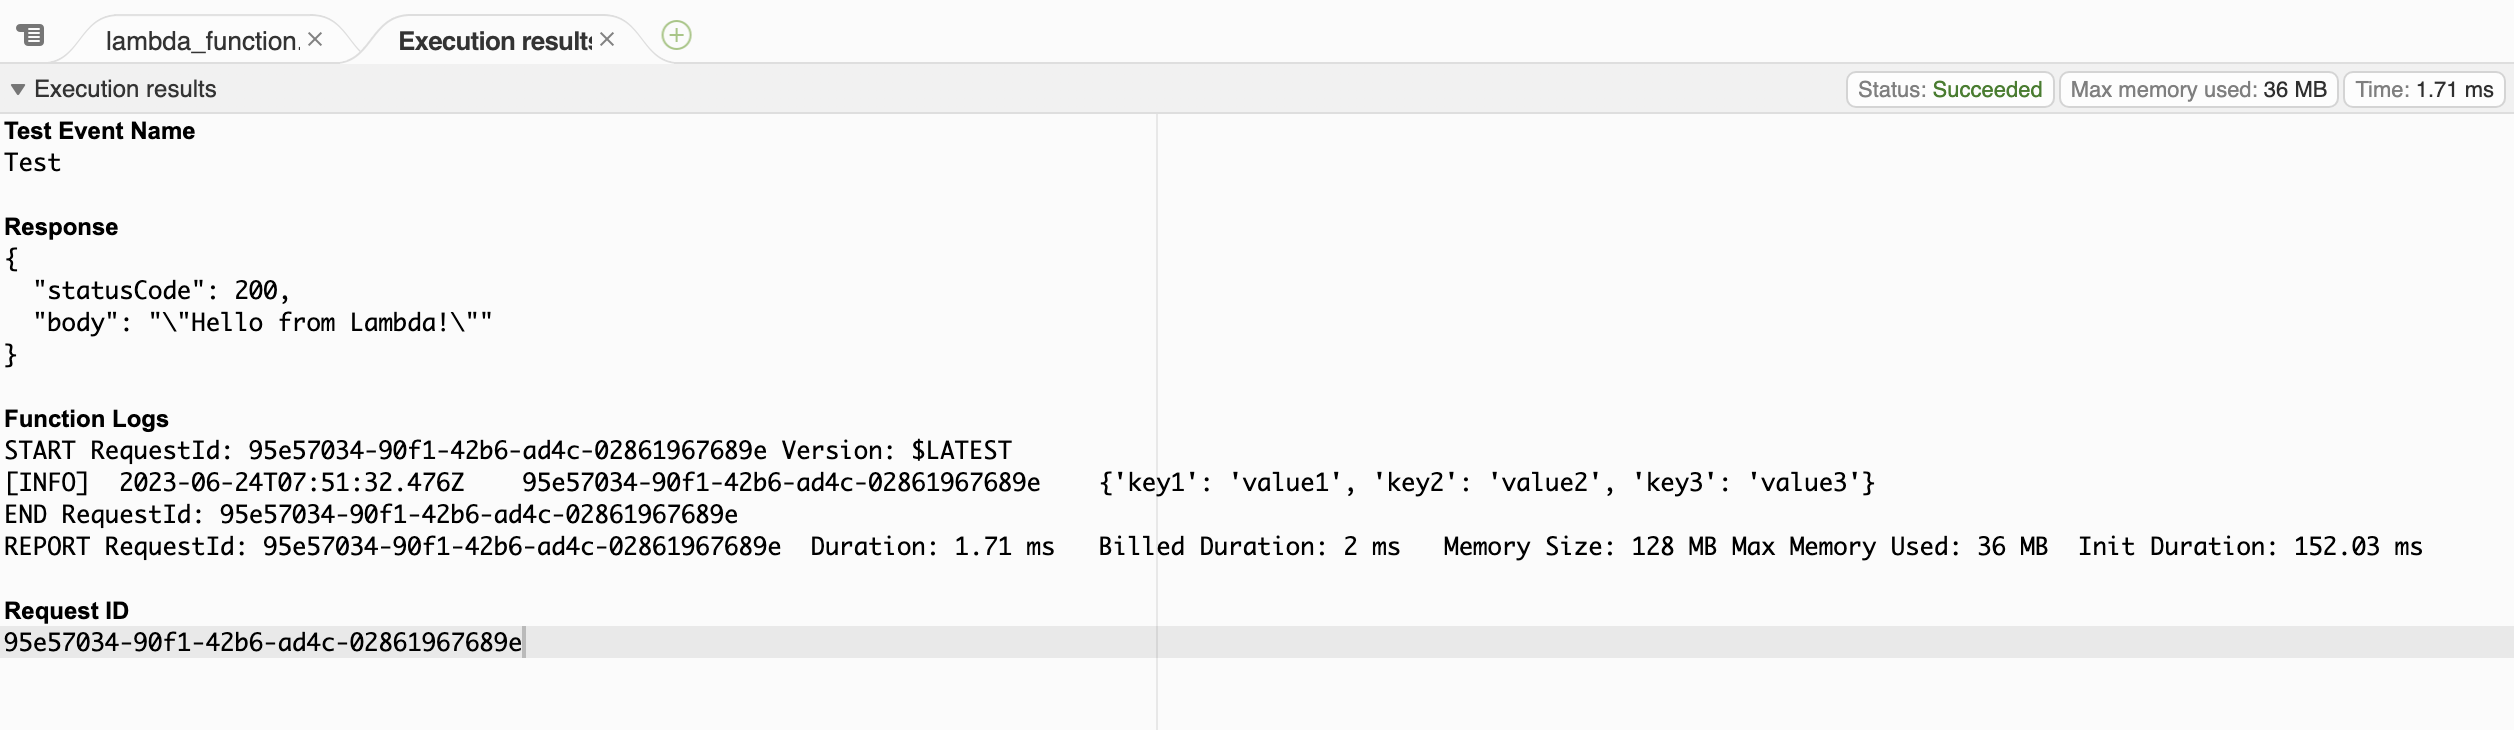 lambda_function.
Execution results
Execution results
Status: Succeeded Max memory used: 36 MB Time: 1.71 ms
Test Event Name
Test
Response
{
  "statusCode": 200,
  "body": "\"Hello from Lambda!\""
}
Function Logs
START RequestId: 95e57034-90f1-42b6-ad4c-02861967689e Version: $LATEST
[INFO]  2023-06-24T07:51:32.476Z    95e57034-90f1-42b6-ad4c-02861967689e    {'key1': 'value1', 'key2': 'value2', 'key3': 'value3'}
END RequestId: 95e57034-90f1-42b6-ad4c-02861967689e
REPORT RequestId: 95e57034-90f1-42b6-ad4c-02861967689e  Duration: 1.71 ms   Billed Duration: 2 ms   Memory Size: 128 MB Max Memory Used: 36 MB  Init Duration: 152.03 ms
Request ID
95e57034-90f1-42b6-ad4c-02861967689e